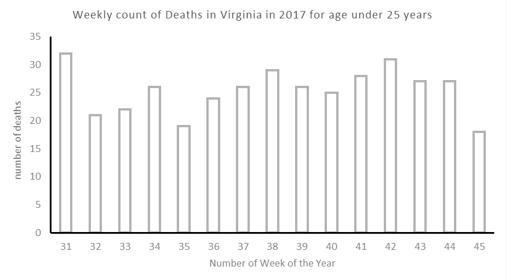 Weekly count of Deaths in Virginia in 2017 for age under 25 years
number of deaths
35
30
25
20
15
10
5
0
31 32 33 34 35 36 37 38 39 40 41 42 43 44 45
Number of Week of the Year